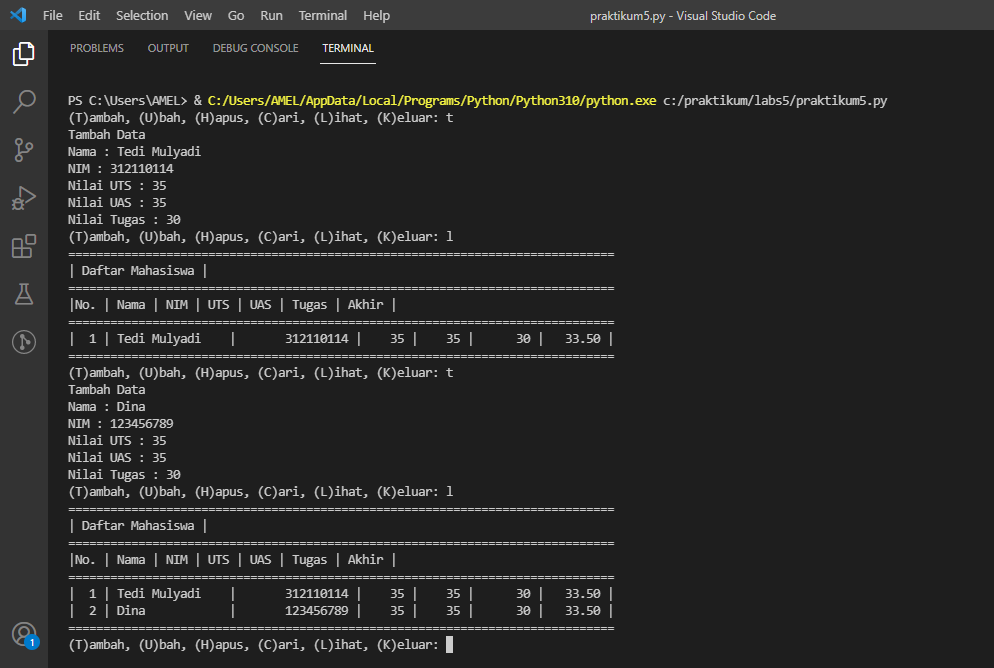 File Edit Selection View Go Run Terminal Help praktikum5.py - Visual Studio Code
PROBLEMS OUTPUT DEBUG CONSOLE TERMINAL
PS C:\Users\AMEL> & C:/Users/AMEL/AppData/Local/Programs/Python/Python310/python.exe c:/praktikum/labs5/praktikum5.py
(T)ambah, (U)bah, (H)apus, (C)ari, (L)ihat, (K)eluar: t
Tambah Data
Nama : Tedi Mulyadi
NIM : 312110114
Nilai UTS : 35
Nilai UAS : 35
Nilai Tugas : 30
(T)ambah, (U)bah, (H)apus, (C)ari, (L)ihat, (K)eluar: l
==============================================================================
| Daftar Mahasiswa |
==============================================================================
|No. | Nama | NIM | UTS | UAS | Tugas | Akhir |
==============================================================================
|  1 | Tedi Mulyadi    |       312110114 |    35 |    35 |      30 |   33.50 |
==============================================================================
(T)ambah, (U)bah, (H)apus, (C)ari, (L)ihat, (K)eluar: t
Tambah Data
Nama : Dina
NIM : 123456789
Nilai UTS : 35
Nilai UAS : 35
Nilai Tugas : 30
(T)ambah, (U)bah, (H)apus, (C)ari, (L)ihat, (K)eluar: l
==============================================================================
| Daftar Mahasiswa |
==============================================================================
|No. | Nama | NIM | UTS | UAS | Tugas | Akhir |
==============================================================================
|  1 | Tedi Mulyadi    |       312110114 |    35 |    35 |      30 |   33.50 |
|  2 | Dina            |       123456789 |    35 |    35 |      30 |   33.50 |
==============================================================================
(T)ambah, (U)bah, (H)apus, (C)ari, (L)ihat, (K)eluar:
1